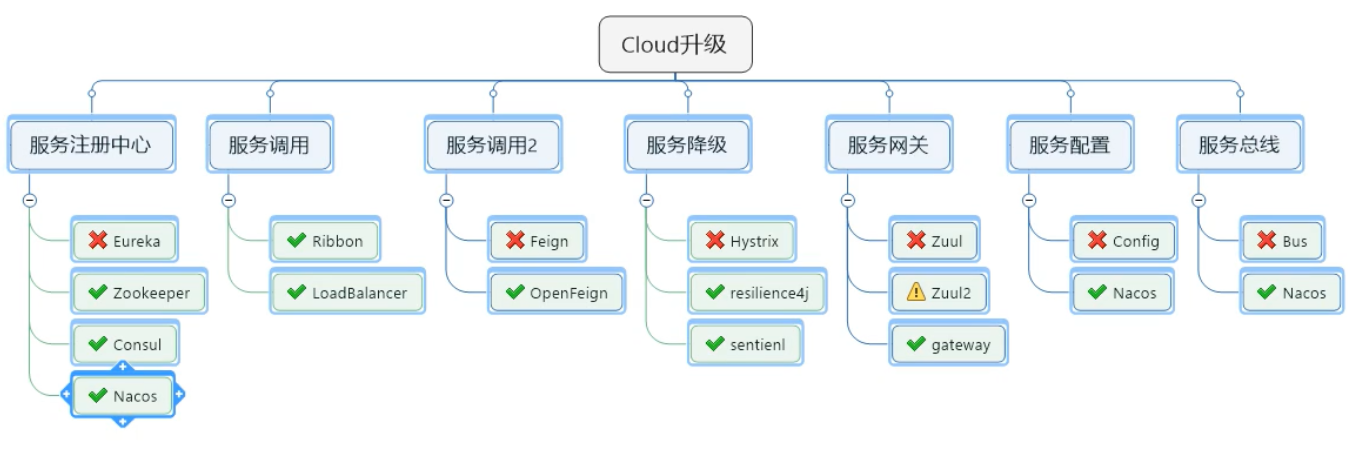 Cloud升级
服务注册中心
Eureka
Zookeeper
Consul
Nacos
服务调用
Ribbon
LoadBalancer
服务调用2
Feign
OpenFeign
服务降级
Hystrix
resilience4j
sentienl
服务网关
Zuul
Zuul2
gateway
服务配置
Config
Nacos
服务总线
Bus
Nacos